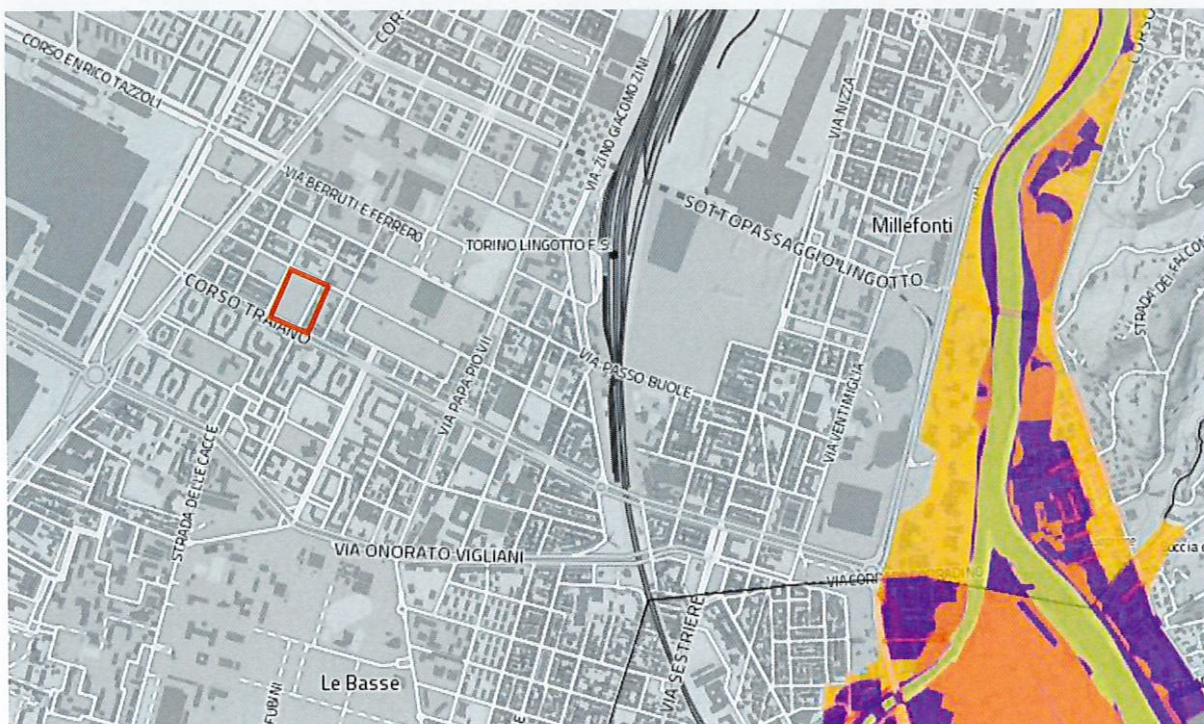 CORSO ENRICO TAZZOLI
CORS
CORSO
VIA ZINO GIACOMO ZINI
VIA NIZZA
VIA BERRUTI E FERRERO
TORINO LINGOTTO F.S.
SOTTOPASSAGGIO LINGOTTO
Millefonti
STRADA DEI FALCO
CORSO TRAIANO
VIA PAPA PIO VII
VIA PASSO BUOLE
VIA VENTIMIGLIA
STRADA DELLE CACCE
VIA ONORATO VIGLIANI
VIA SESTRIERE
Le Basse
FUBINI